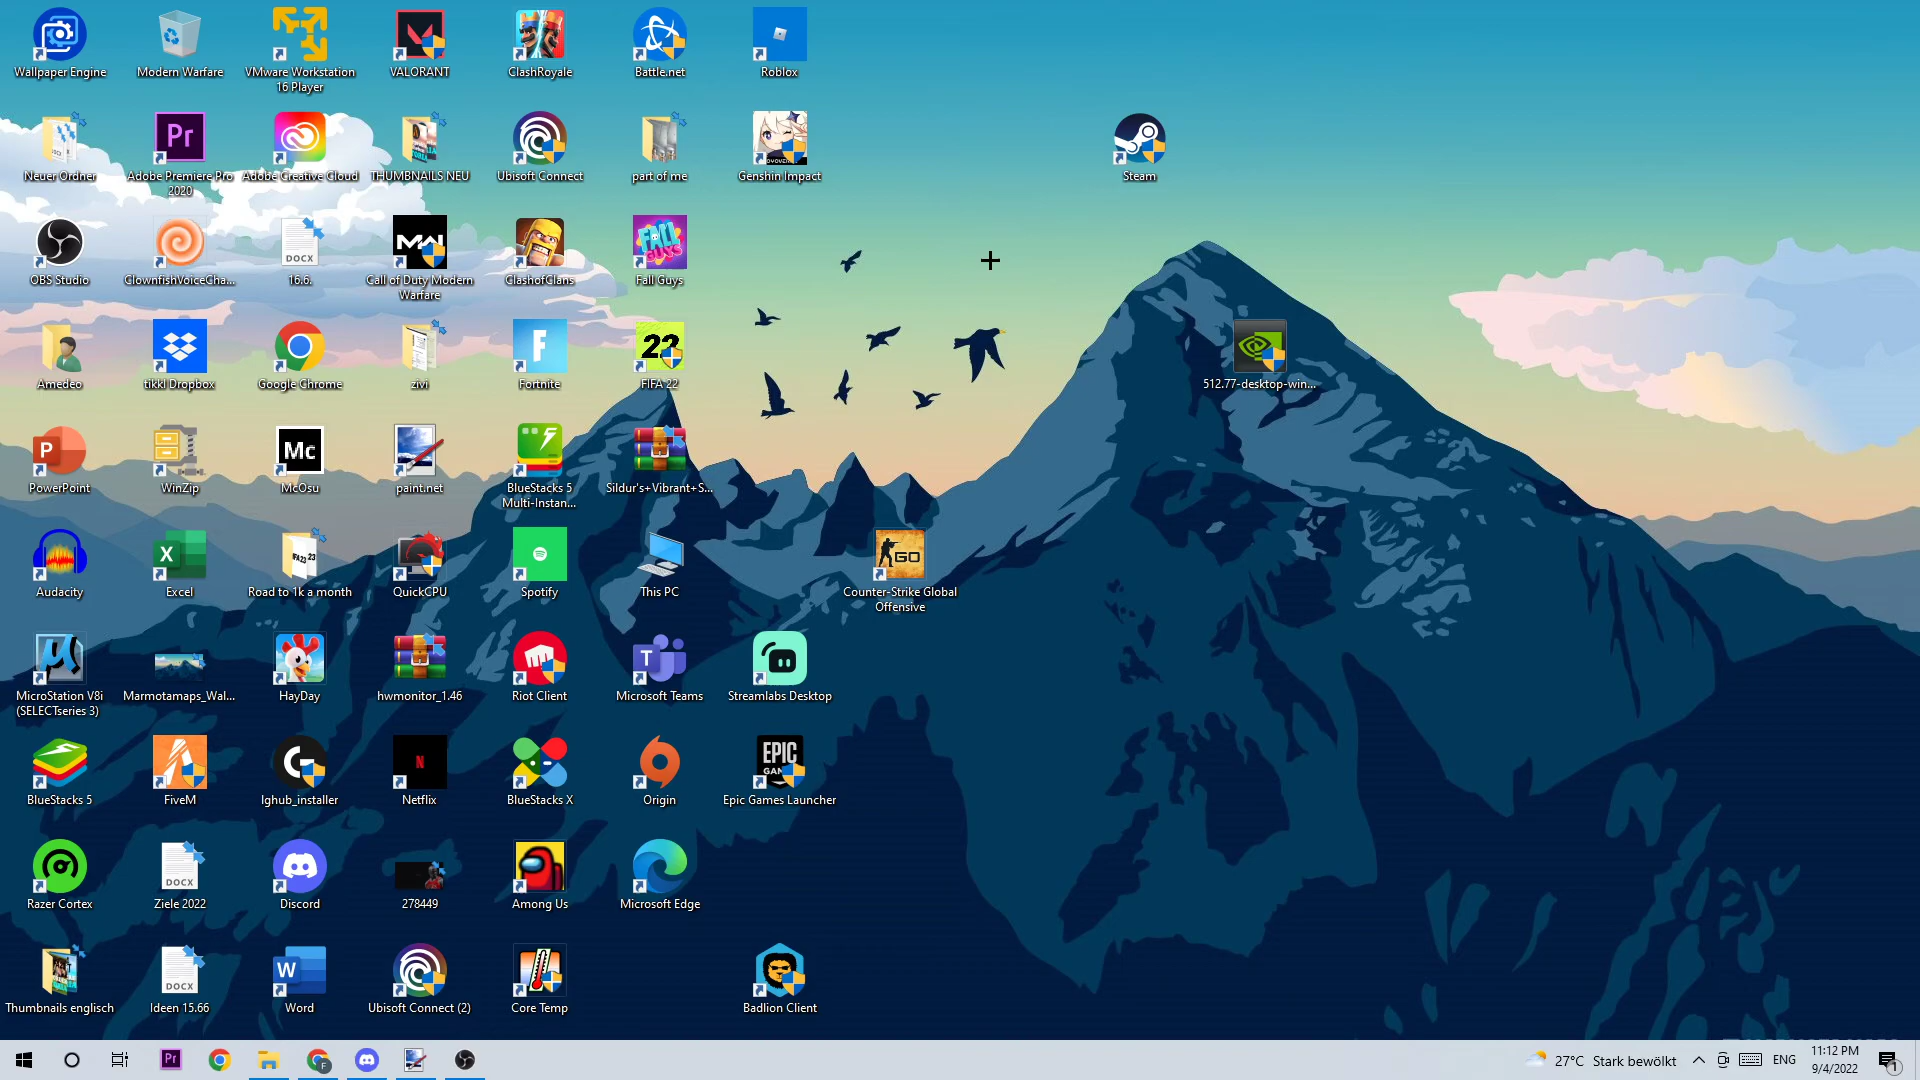 Wallpaper Engine
Modern Warfare
VMware Workstation
16 Player
VALORANT
ClashRoyale
Battle.net
Roblox
Neuer Ordner
Adobe Premiere Pro
2020
Adobe Creative Cloud
THUMBNAILS NEU
Ubisoft Connect
part of me
Genshin Impact
Steam
OBS Studio
ClownfishVoiceCha...
16.6.
Call of Duty Modern
Warfare
ClashofClans
Fall Guys
Amedeo
tikkl Dropbox
Google Chrome
zivi
Fortnite
FIFA 22
512.77-desktop-win...
PowerPoint
WinZip
McOsu
paint.net
BlueStacks 5
Multi-Instan...
Sildur's+Vibrant+S...
Audacity
Excel
Road to 1k a month
QuickCPU
Spotify
This PC
Counter-Strike Global
Offensive
MicroStation V8i
(SELECTseries 3)
Marmotamaps_Wal...
HayDay
hwmonitor_1.46
Riot Client
Microsoft Teams
Streamlabs Desktop
BlueStacks 5
FiveM
lghub_installer
Netflix
BlueStacks X
Origin
Epic Games Launcher
Razer Cortex
Ziele 2022
Discord
278449
Among Us
Microsoft Edge
Thumbnails englisch
Ideen 15.66
Word
Ubisoft Connect (2)
Core Temp
Badlion Client
27°C Stark bewölkt
ENG
11:12 PM
9/4/2022
1